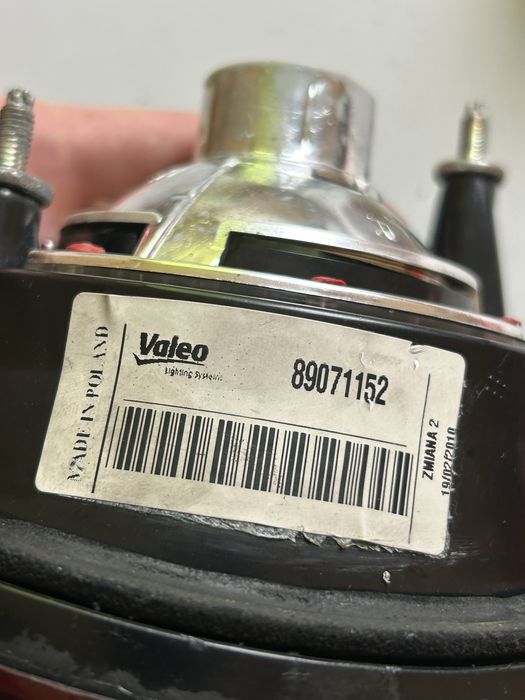 MADE IN POLAND
Valeo
Lighting Systems
89071152
ZMIANA 2
19/02/2010